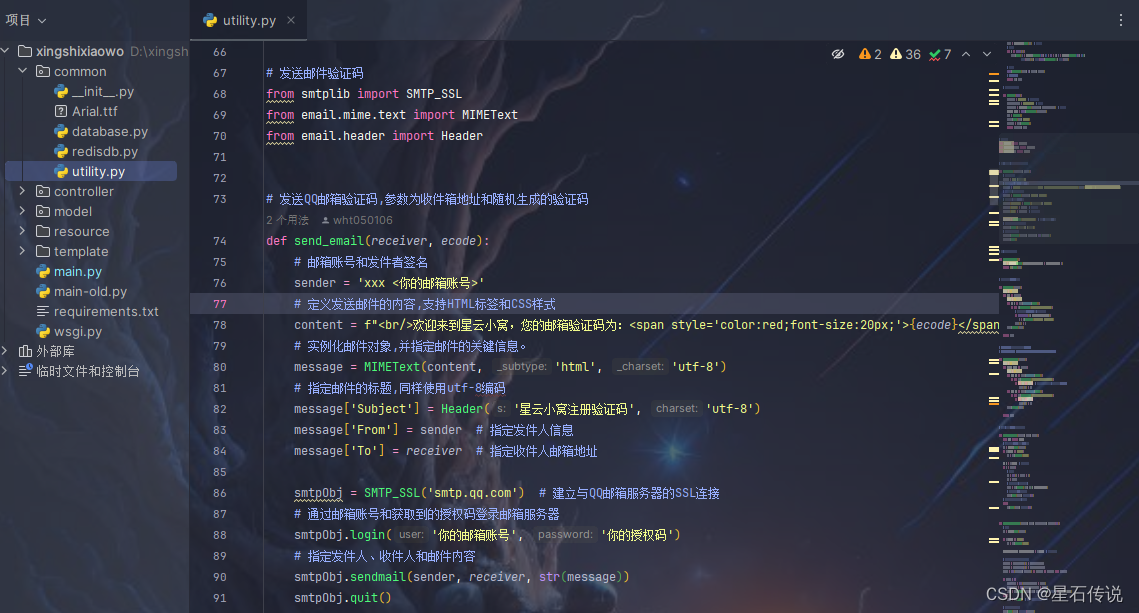 项目
utility.py
xingshixiaowo D:\xingsh
common
__init__.py
Arial.ttf
database.py
redisdb.py
utility.py
controller
model
resource
template
main.py
main-old.py
requirements.txt
wsgi.py
外部库
临时文件和控制台
2 36 7
66
67 # 发送邮件验证码
68 from smtplib import SMTP_SSL
69 from email.mime.text import MIMEText
70 from email.header import Header
71
72
73 # 发送QQ邮箱验证码,参数为收件箱地址和随机生成的验证码
2 个用法 wht050106
74 def send_email(receiver, ecode):
75 # 邮箱账号和发件者签名
76 sender = 'xxx <你的邮箱账号>'
77 # 定义发送邮件的内容,支持HTML标签和CSS样式
78 content = f"<br/>欢迎来到星云小窝，您的邮箱验证码为：<span style='color:red;font-size:20px;'>{ecode}</span
79 # 实例化邮件对象,并指定邮件的关键信息。
80 message = MIMEText(content, _subtype: 'html', _charset: 'utf-8')
81 # 指定邮件的标题,同样使用utf-8编码
82 message['Subject'] = Header( s: '星云小窝注册验证码', charset: 'utf-8')
83 message['From'] = sender # 指定发件人信息
84 message['To'] = receiver # 指定收件人邮箱地址
85
86 smtpObj = SMTP_SSL('smtp.qq.com') # 建立与QQ邮箱服务器的SSL连接
87 # 通过邮箱账号和获取到的授权码登录邮箱服务器
88 smtpObj.login( user: '你的邮箱账号', password: '你的授权码')
89 # 指定发件人、收件人和邮件内容
90 smtpObj.sendmail(sender, receiver, str(message))
91 smtpObj.quit()
CSDN @星石传说